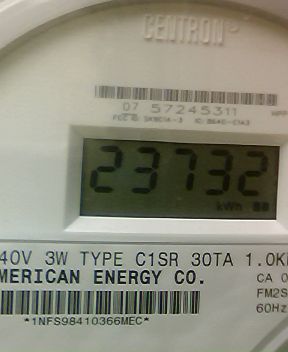 CENTRON
07 57245311
23732
kWh
40V 3W TYPE C1SR 30TA 1.0K
MERICAN ENERGY CO.
CA 0
FM2S
60Hz
*1NFS98410366MEC*